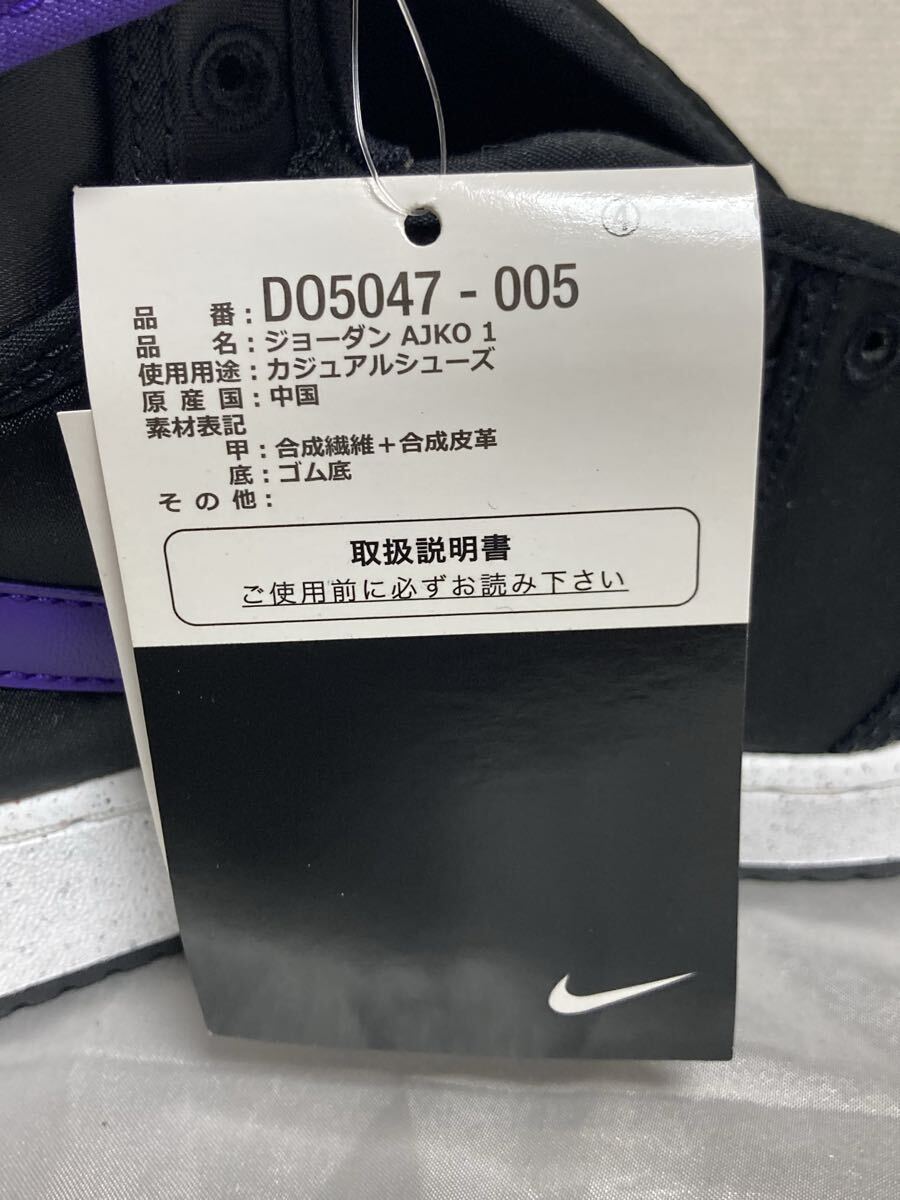 ④
品 番 : DO5047 - 005
品 名 : ジョーダン AJKO 1
使用用途 : カジュアルシューズ
原 産 国 : 中国
素材表記
甲 : 合成繊維＋合成皮革
底 : ゴム底
そ の 他 :
取扱説明書
ご使用前に必ずお読み下さい